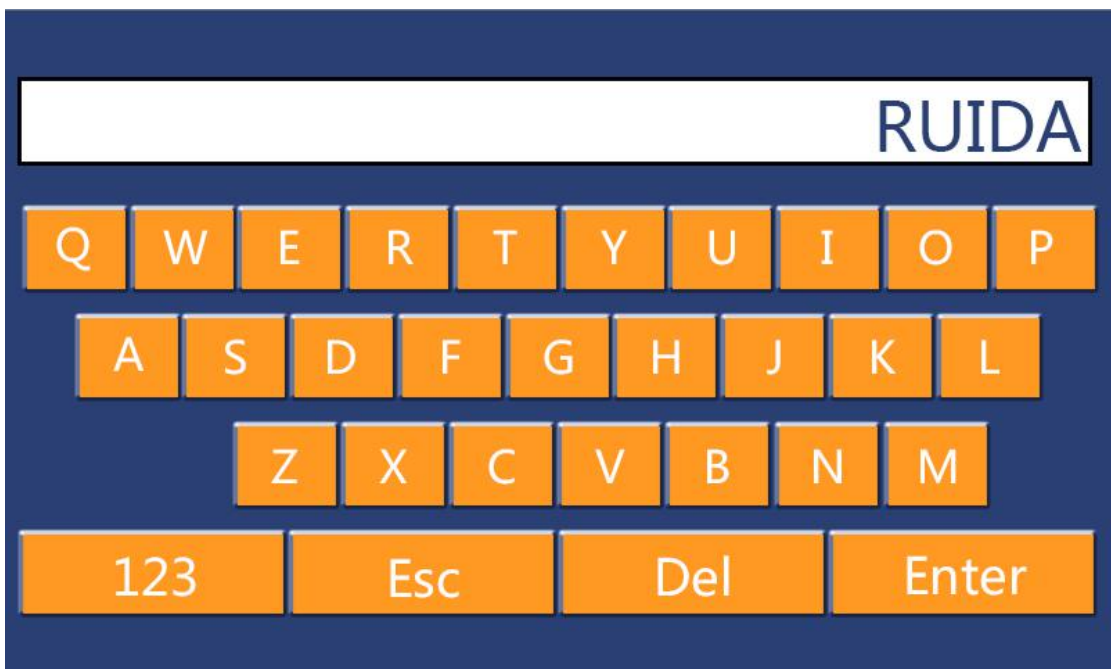 RUIDA
Q W E R T Y U I O P
A S D F G H J K L
Z X C V B N M
123 Esc Del Enter